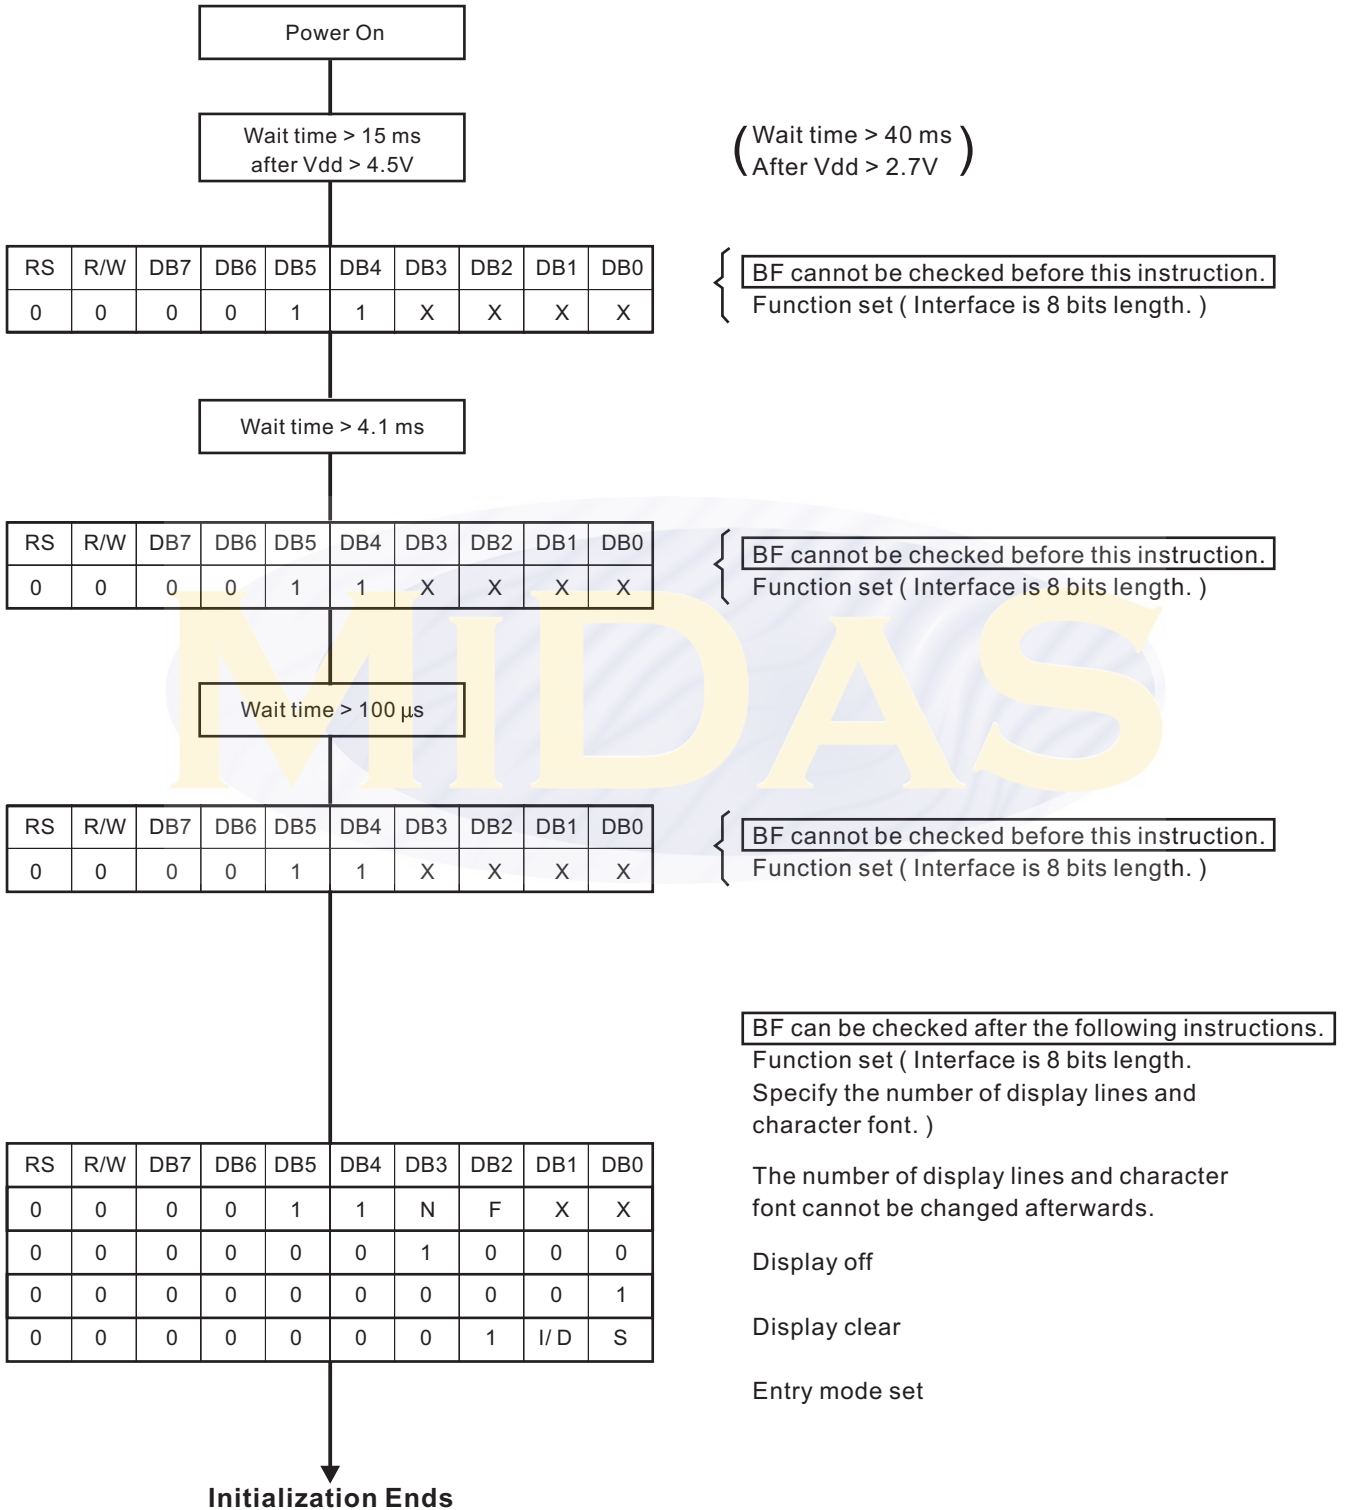 Power On
Wait time > 15 ms
after Vdd > 4.5V
(Wait time > 40 ms
After Vdd > 2.7V)
RS R/W DB7 DB6 DB5 DB4 DB3 DB2 DB1 DB0
0 0 0 0 1 1 X X X X
BF cannot be checked before this instruction.
Function set ( Interface is 8 bits length. )
Wait time > 4.1 ms
RS R/W DB7 DB6 DB5 DB4 DB3 DB2 DB1 DB0
0 0 0 0 1 1 X X X X
BF cannot be checked before this instruction.
Function set ( Interface is 8 bits length. )
MIDAS
Wait time > 100 µs
RS R/W DB7 DB6 DB5 DB4 DB3 DB2 DB1 DB0
0 0 0 0 1 1 X X X X
BF cannot be checked before this instruction.
Function set ( Interface is 8 bits length. )
BF can be checked after the following instructions.
Function set ( Interface is 8 bits length.
Specify the number of display lines and
character font. )
RS R/W DB7 DB6 DB5 DB4 DB3 DB2 DB1 DB0
0 0 0 0 1 1 N F X X
0 0 0 0 0 0 1 0 0 0
0 0 0 0 0 0 0 0 0 1
0 0 0 0 0 0 0 1 I/D S
The number of display lines and character
font cannot be changed afterwards.
Display off
Display clear
Entry mode set
Initialization Ends